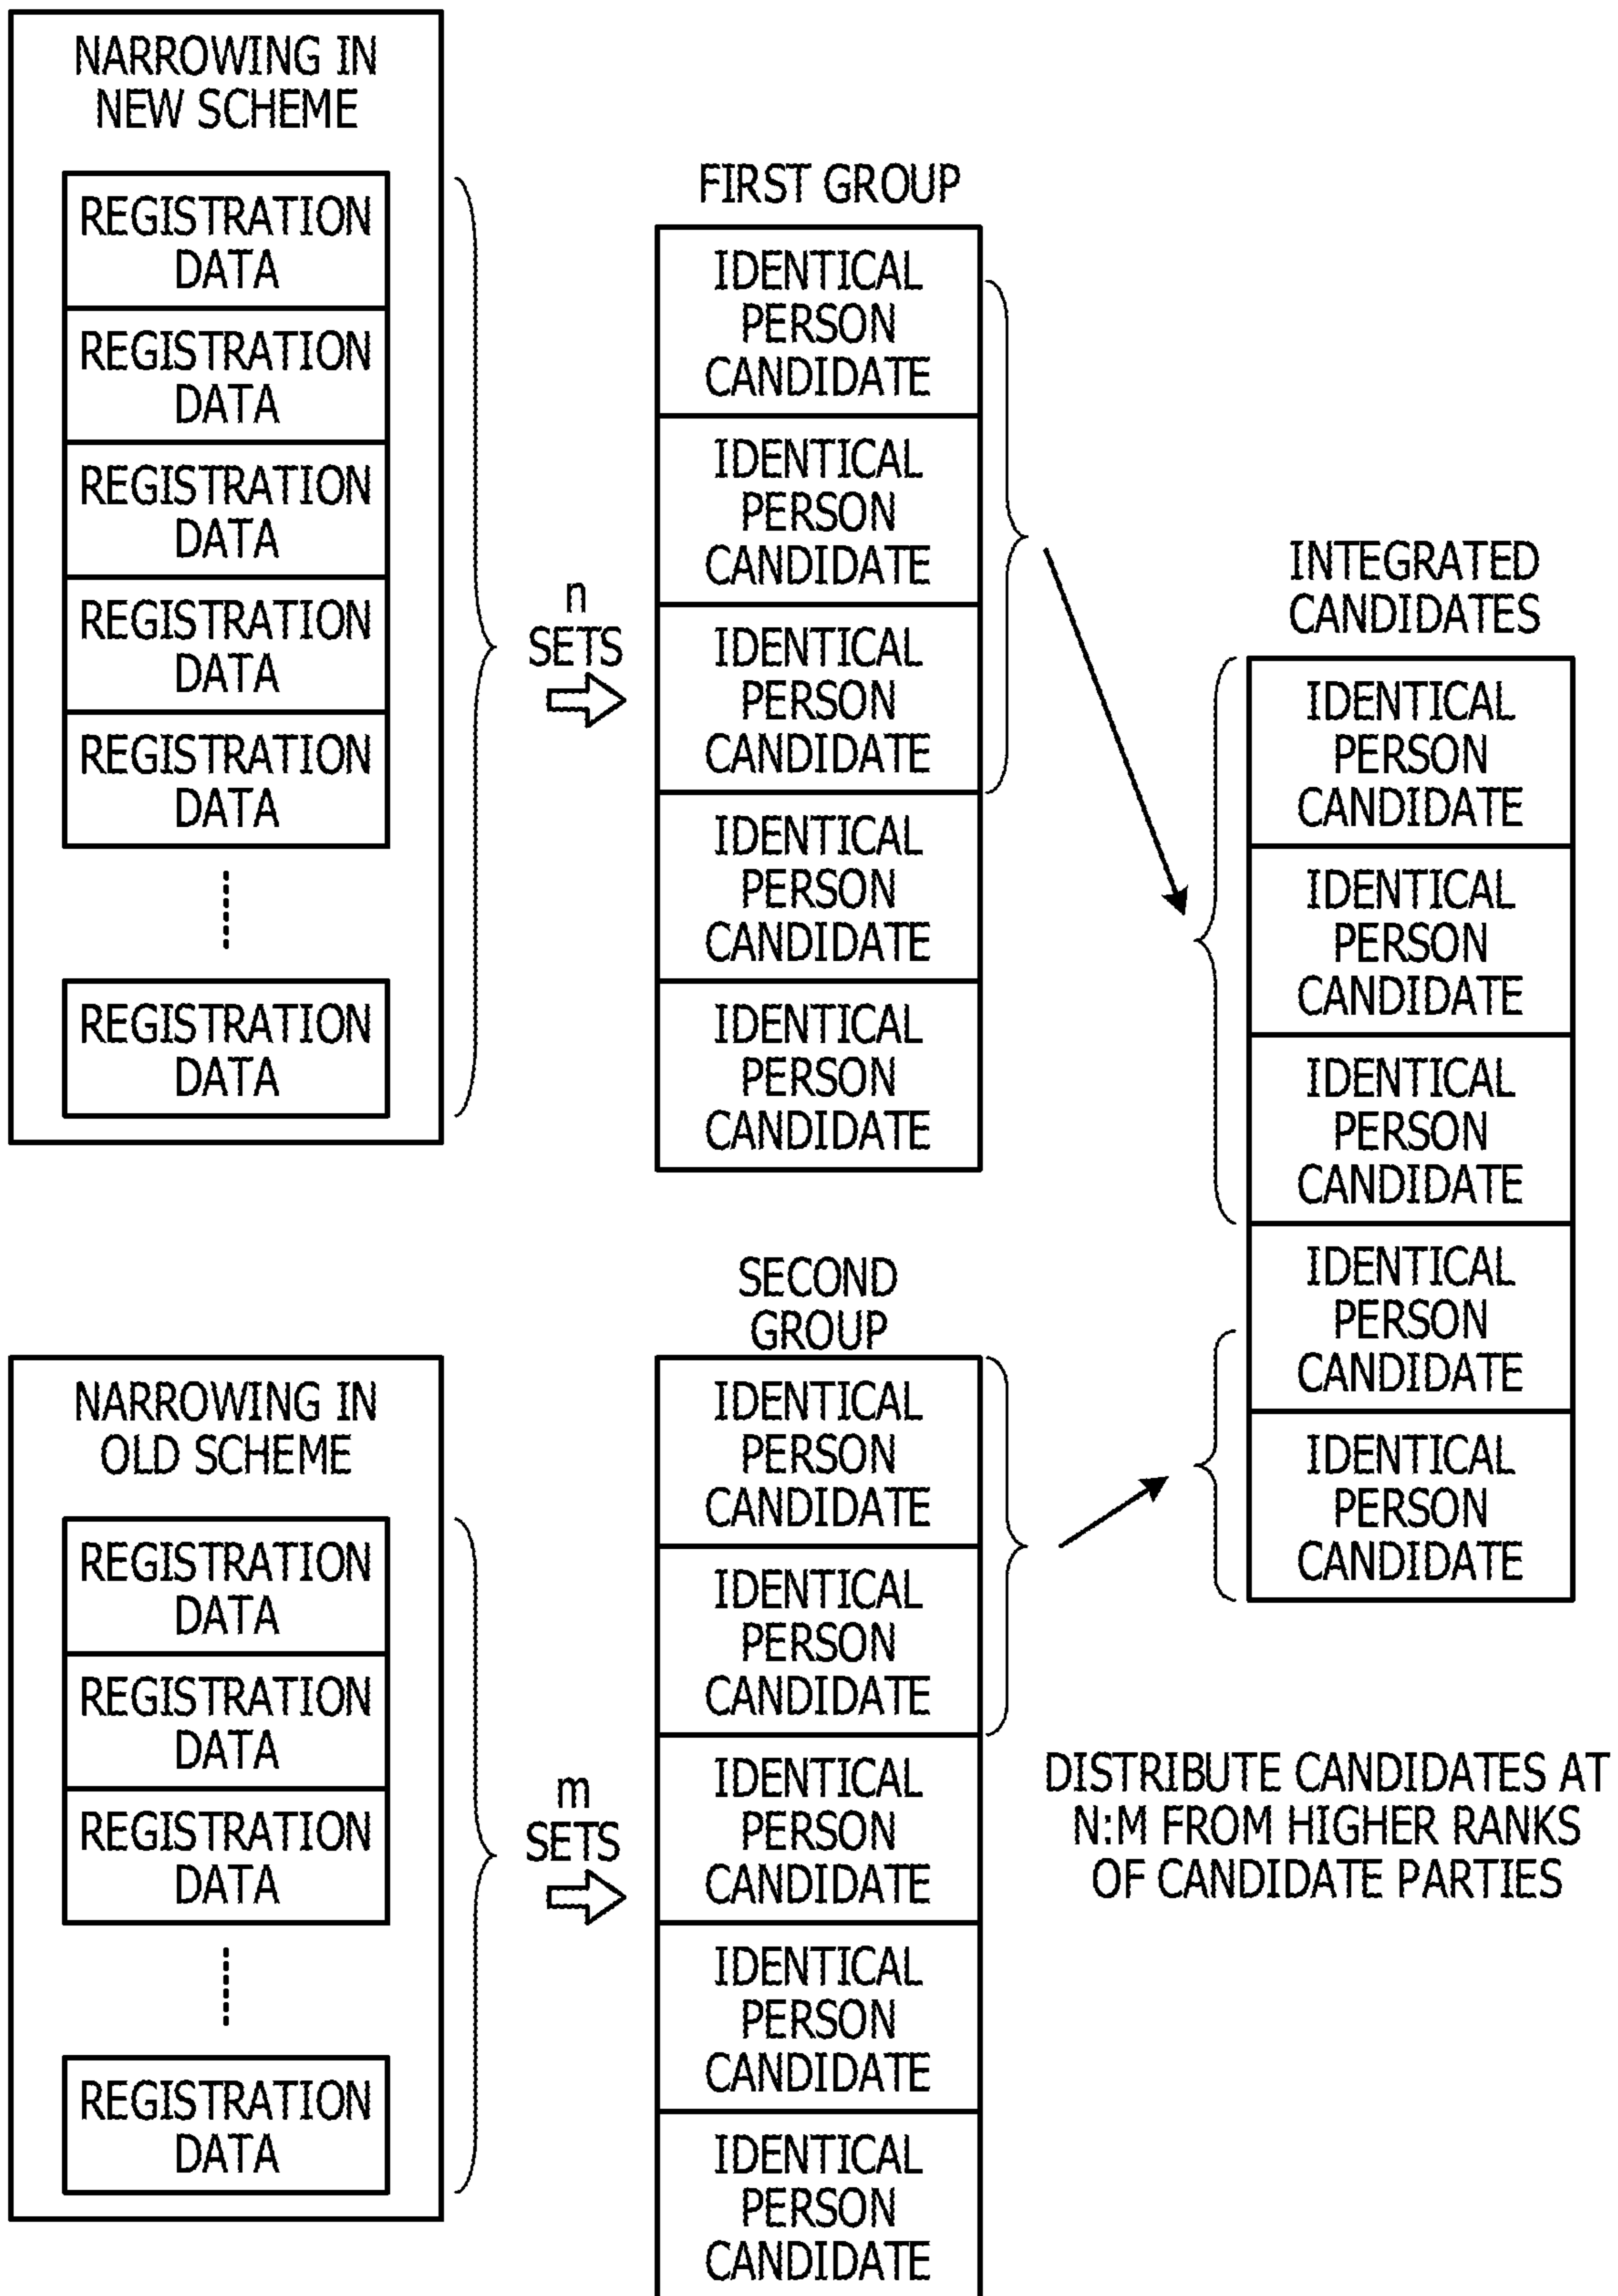 NARROWING IN
NEW SCHEME
REGISTRATION
DATA
REGISTRATION
DATA
REGISTRATION
DATA
REGISTRATION
DATA
REGISTRATION
DATA
REGISTRATION
DATA
n
SETS
FIRST GROUP
IDENTICAL
PERSON
CANDIDATE
IDENTICAL
PERSON
CANDIDATE
IDENTICAL
PERSON
CANDIDATE
IDENTICAL
PERSON
CANDIDATE
IDENTICAL
PERSON
CANDIDATE
NARROWING IN
OLD SCHEME
REGISTRATION
DATA
REGISTRATION
DATA
REGISTRATION
DATA
REGISTRATION
DATA
m
SETS
SECOND
GROUP
IDENTICAL
PERSON
CANDIDATE
IDENTICAL
PERSON
CANDIDATE
IDENTICAL
PERSON
CANDIDATE
IDENTICAL
PERSON
CANDIDATE
IDENTICAL
PERSON
CANDIDATE
INTEGRATED
CANDIDATES
IDENTICAL
PERSON
CANDIDATE
IDENTICAL
PERSON
CANDIDATE
IDENTICAL
PERSON
CANDIDATE
IDENTICAL
PERSON
CANDIDATE
IDENTICAL
PERSON
CANDIDATE
DISTRIBUTE CANDIDATES AT
N:M FROM HIGHER RANKS
OF CANDIDATE PARTIES